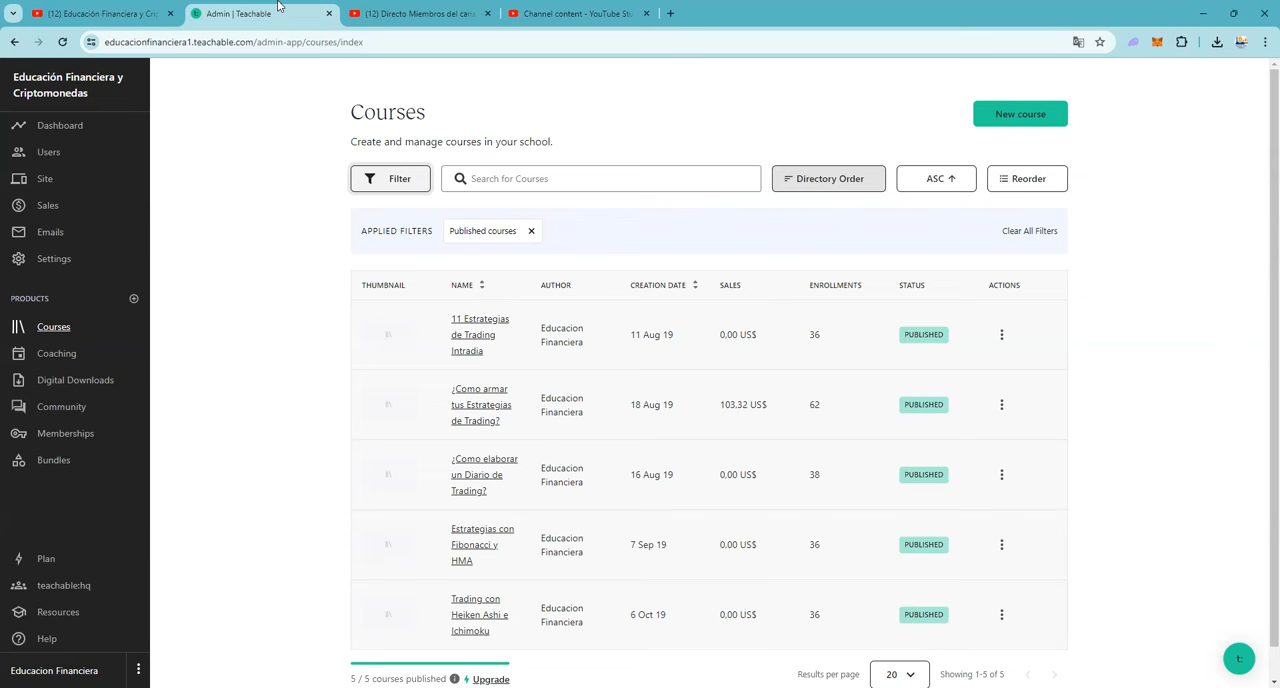 (12) Educación Financiera y Crip
Admin | Teachable
(12) Directo Miembros del cana
Channel content - YouTube Stu
educacionfinanciera1.teachable.com/admin-app/courses/index
Educación Financiera y
Criptomonedas
Dashboard
Users
Site
Sales
Emails
Settings
PRODUCTS
Courses
Coaching
Digital Downloads
Community
Memberships
Bundles
Plan
teachable:hq
Resources
Help
Educacion Financiera
Courses
New course
Create and manage courses in your school.
Filter
Search for Courses
Directory Order
ASC
Reorder
APPLIED FILTERS
Published courses
Clear All Filters
THUMBNAIL NAME AUTHOR CREATION DATE SALES ENROLLMENTS STATUS ACTIONS
11 Estrategias
de Trading
Intradia
Educacion
Financiera
11 Aug 19
0,00 US$
36
PUBLISHED
¿Como armar
tus Estrategias
de Trading?
Educacion
Financiera
18 Aug 19
103,32 US$
62
PUBLISHED
¿Como elaborar
un Diario de
Trading?
Educacion
Financiera
16 Aug 19
0,00 US$
38
PUBLISHED
Estrategias con
Fibonacci y
HMA
Educacion
Financiera
7 Sep 19
0,00 US$
36
PUBLISHED
Trading con
Heiken Ashi e
Ichimoku
Educacion
Financiera
6 Oct 19
0,00 US$
36
PUBLISHED
5 / 5 courses published
Upgrade
Results per page
20
Showing 1-5 of 5
t: